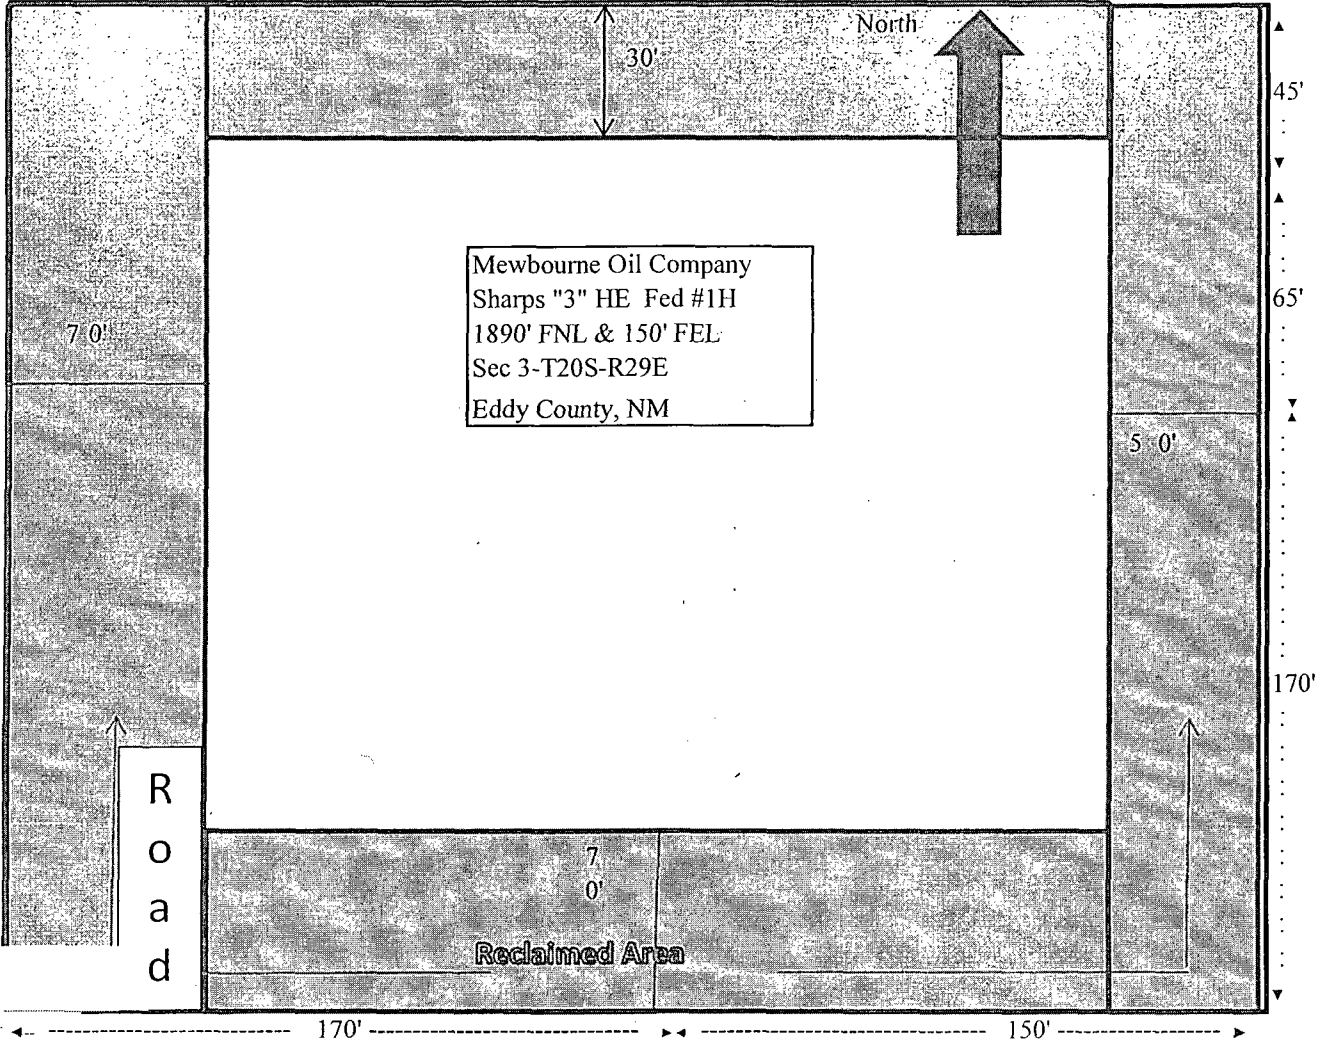 North
30'
45'
Mewbourne Oil Company
Sharps "3" HE Fed #1H
1890' FNL & 150' FEL
Sec 3-T20S-R29E
Eddy County, NM
65'
7 0'
5 0'
170'
R
o
a
d
7
0'
Reclaimed Area
170'
150'